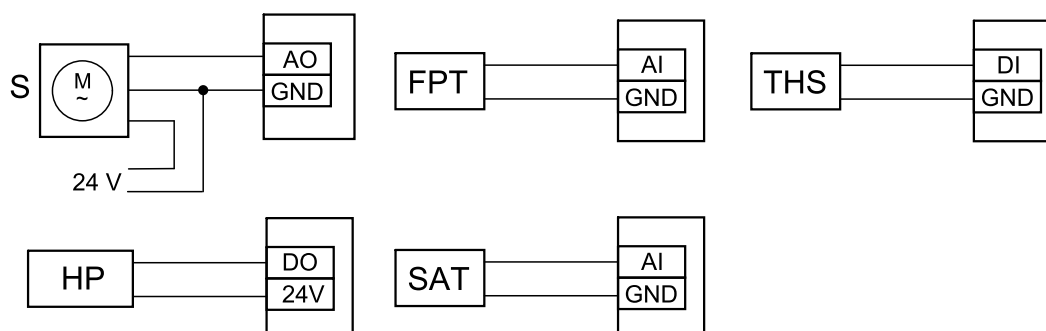 S
M
~
AO
GND
24 V
FPT
AI
GND
THS
DI
GND
HP
DO
24V
SAT
AI
GND